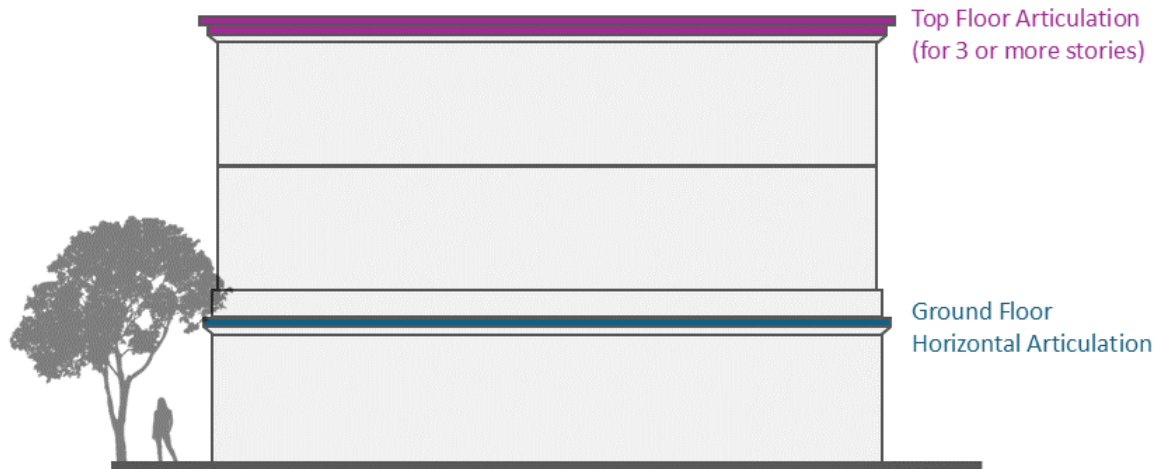 Top Floor Articulation
(for 3 or more stories)
Ground Floor
Horizontal Articulation